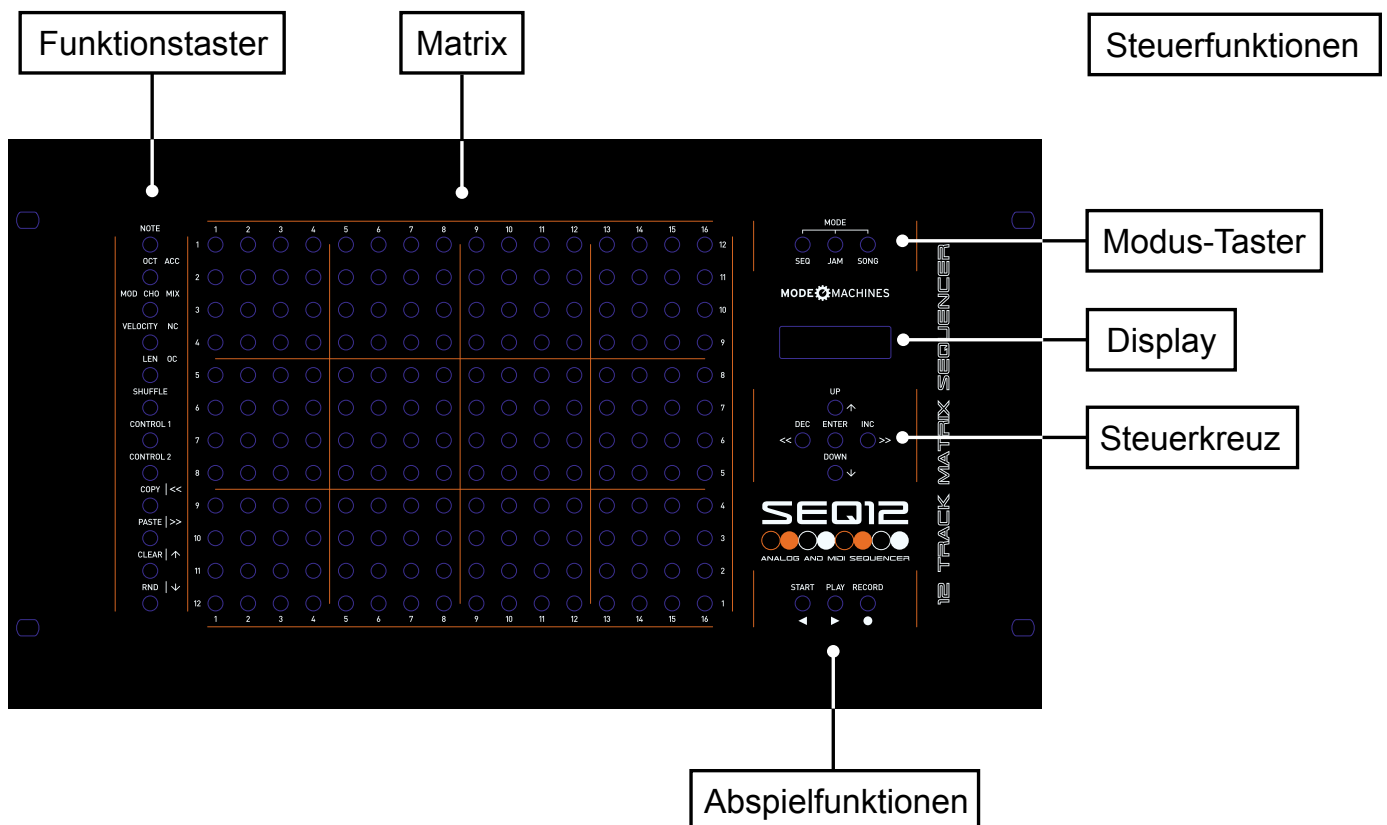 Funktionstaster
Matrix
Steuerfunktionen
NOTE
OCT ACC
MOD CHO MIX
VELOCITY NC
LEN OC
SHUFFLE
CONTROL 1
CONTROL 2
COPY | <<
PASTE | >>
CLEAR | ↑
RND | ↓
1 2 3 4 5 6 7 8 9 10 11 12 13 14 15 16
1 12
2 11
3 10
4 9
5 8
6 7
7 6
8 5
9 4
10 3
11 2
12 1
1 2 3 4 5 6 7 8 9 10 11 12 13 14 15 16
MODE
SEQ JAM SONG
MODE MACHINES
UP
↑
DEC ENTER INC
<< >>
DOWN
↓
SEQ12
ANALOG AND MIDI SEQUENCER
START PLAY RECORD
◀ ▶ ●
12 TRACK MATRIX SEQUENCER
Modus-Taster
Display
Steuerkreuz
Abspielfunktionen